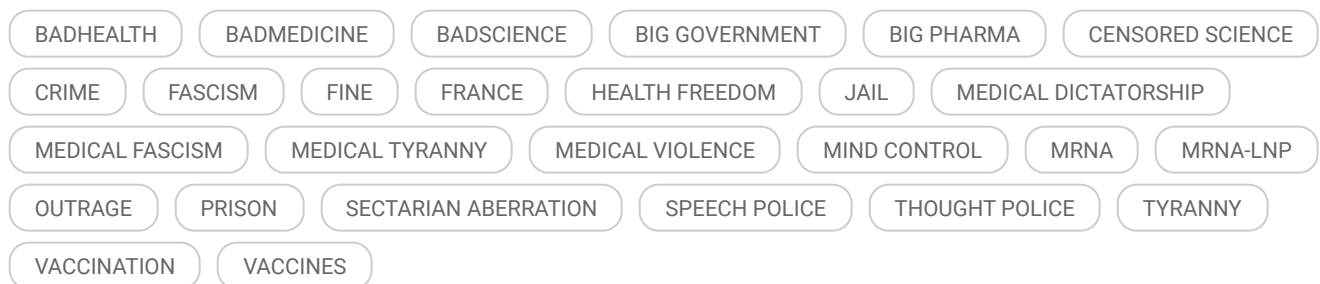 BADHEALTH BADMEDICINE BADSCIENCE BIG GOVERNMENT BIG PHARMA CENSORED SCIENCE
CRIME FASCISM FINE FRANCE HEALTH FREEDOM JAIL MEDICAL DICTATORSHIP
MEDICAL FASCISM MEDICAL TYRANNY MEDICAL VIOLENCE MIND CONTROL MRNA MRNA-LNP
OUTRAGE PRISON SECTARIAN ABERRATION SPEECH POLICE THOUGHT POLICE TYRANNY
VACCINATION VACCINES